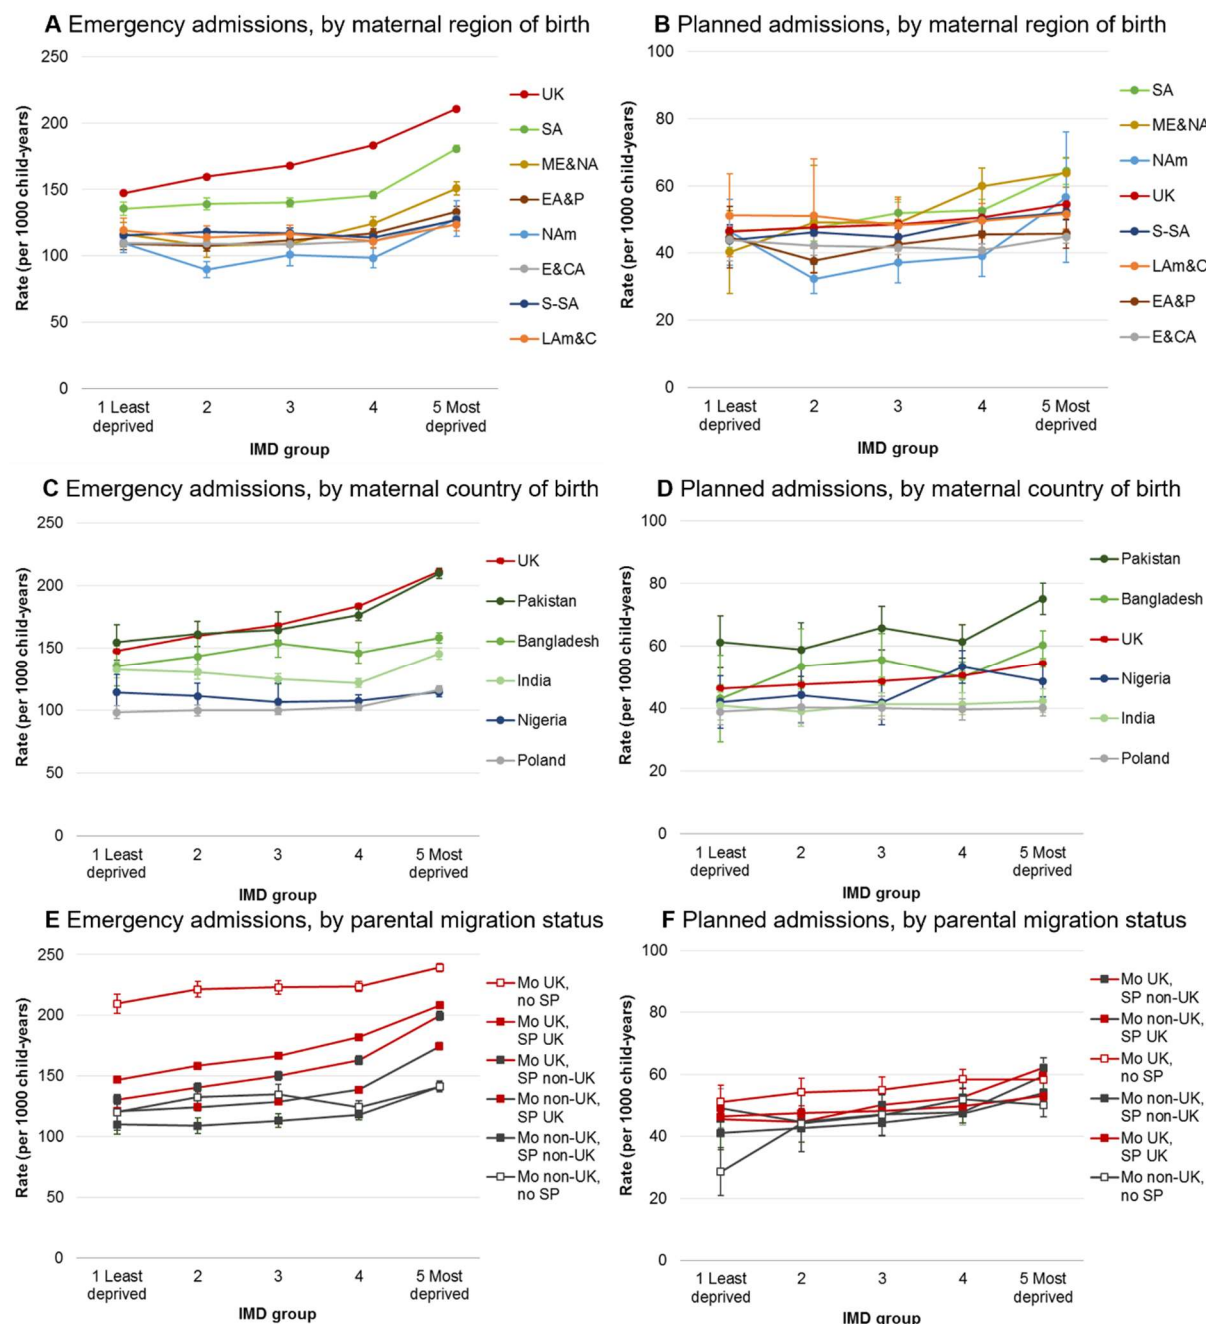 A Emergency admissions, by maternal region of birth
250
200
150
100
50
0
Rate (per 1000 child-years)
1 Least
deprived
2
3
4
5 Most
deprived
IMD group
UK
SA
ME&NA
EA&P
NAm
E&CA
S-SA
LAm&C
B Planned admissions, by maternal region of birth
100
80
60
40
20
0
Rate (per 1000 child-years)
1 Least
deprived
2
3
4
5 Most
deprived
IMD group
SA
ME&NA
NAm
UK
S-SA
LAm&C
EA&P
E&CA
C Emergency admissions, by maternal country of birth
250
200
150
100
50
0
Rate (per 1000 child-years)
1 Least
deprived
2
3
4
5 Most
deprived
IMD group
UK
Pakistan
Bangladesh
India
Nigeria
Poland
D Planned admissions, by maternal country of birth
100
80
60
40
20
0
Rate (per 1000 child-years)
1 Least
deprived
2
3
4
5 Most
deprived
IMD group
Pakistan
Bangladesh
UK
Nigeria
India
Poland
E Emergency admissions, by parental migration status
250
200
150
100
50
0
Rate (per 1000 child-years)
1 Least
deprived
2
3
4
5 Most
deprived
IMD group
Mo UK,
no SP
Mo UK,
SP UK
Mo UK,
SP non-UK
Mo non-UK,
SP UK
Mo non-UK,
SP non-UK
Mo non-UK,
no SP
F Planned admissions, by parental migration status
100
80
60
40
20
0
Rate (per 1000 child-years)
1 Least
deprived
2
3
4
5 Most
deprived
IMD group
Mo UK,
SP non-UK
Mo non-UK,
SP UK
Mo UK,
no SP
Mo non-UK,
SP non-UK
Mo UK,
SP UK
Mo non-UK,
no SP